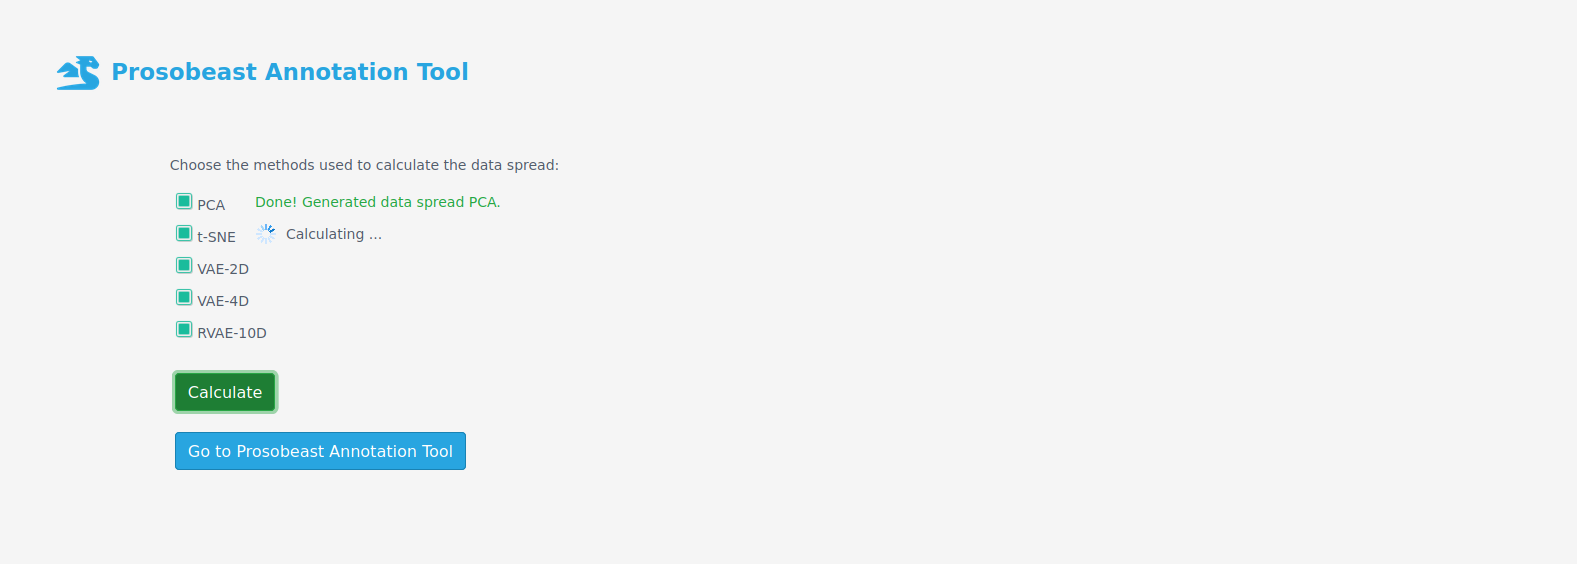 Prosobeast Annotation Tool
Choose the methods used to calculate the data spread:
PCA Done! Generated data spread PCA.
t-SNE Calculating ...
VAE-2D
VAE-4D
RVAE-10D
Calculate
Go to Prosobeast Annotation Tool